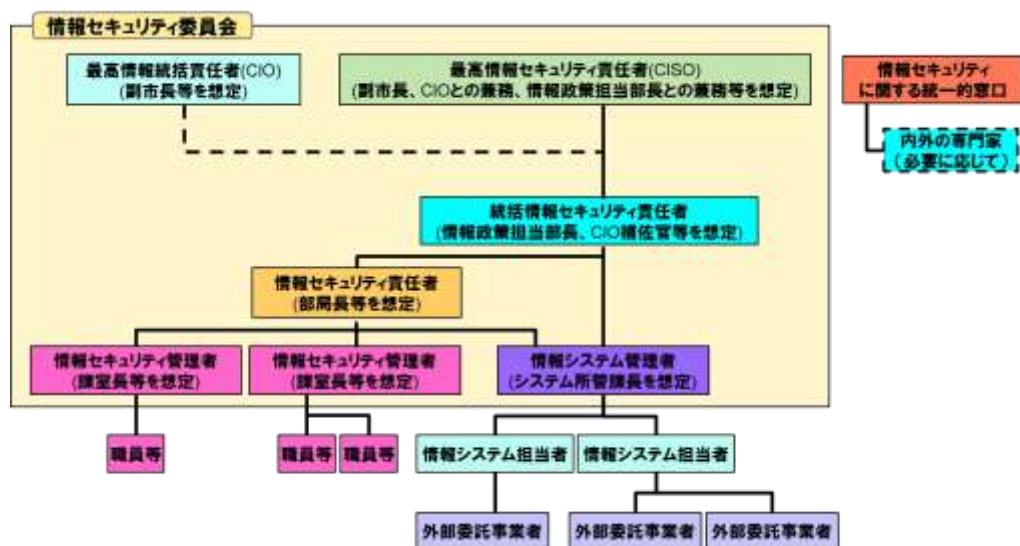 情報セキュリティ委員会
最高情報統括責任者(CIO)
(副市長等を想定)
最高情報セキュリティ責任者(CISO)
(副市長、CIOとの兼務、情報政策担当部長との兼務等を想定)
情報セキュリティ
に関する統一的窓口
内外の専門家
(必要に応じて)
統括情報セキュリティ責任者
(情報政策担当部長、CIO補佐官等を想定)
情報セキュリティ責任者
(部局長等を想定)
情報セキュリティ管理者
(課室長等を想定)
情報セキュリティ管理者
(課室長等を想定)
情報システム管理者
(システム所管課長を想定)
職員等
職員等
職員等
情報システム担当者
情報システム担当者
外部委託事業者
外部委託事業者
外部委託事業者